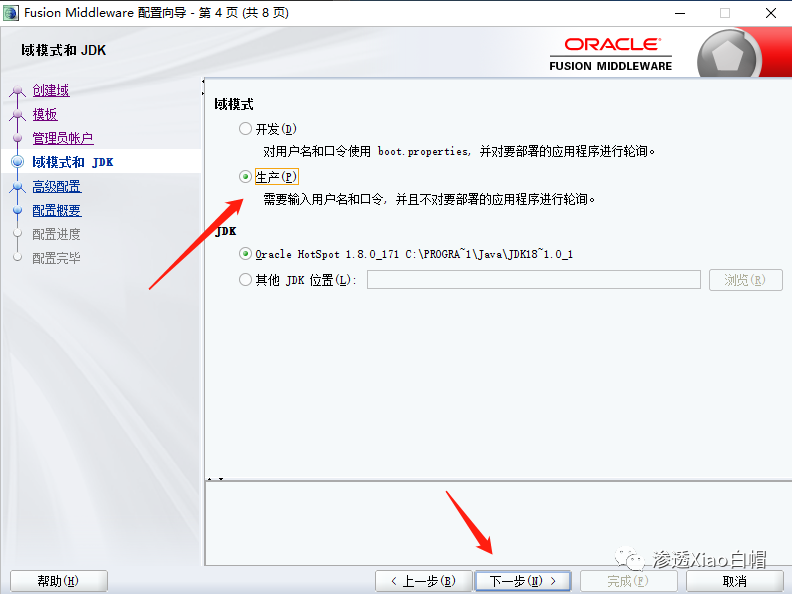 Fusion Middleware 配置向导 - 第 4 页 (共 8 页)
域模式和 JDK
ORACLE
FUSION MIDDLEWARE
创建域
模板
管理员帐户
域模式和 JDK
高级配置
配置概要
配置进度
配置完毕
域模式
开发(D)
对用户名和口令使用 boot.properties, 并对要部署的应用程序进行轮询。
生产(P)
需要输入用户名和口令, 并且不对要部署的应用程序进行轮询。
JDK
Oracle HotSpot 1.8.0_171 C:\PROGRA~1\Java\JDK18~1.0_1
其他 JDK 位置(L): 浏览(R)
渗透Xiao白帽
帮助(H) < 上一步(B) 下一步(N) > 完成(F) 取消